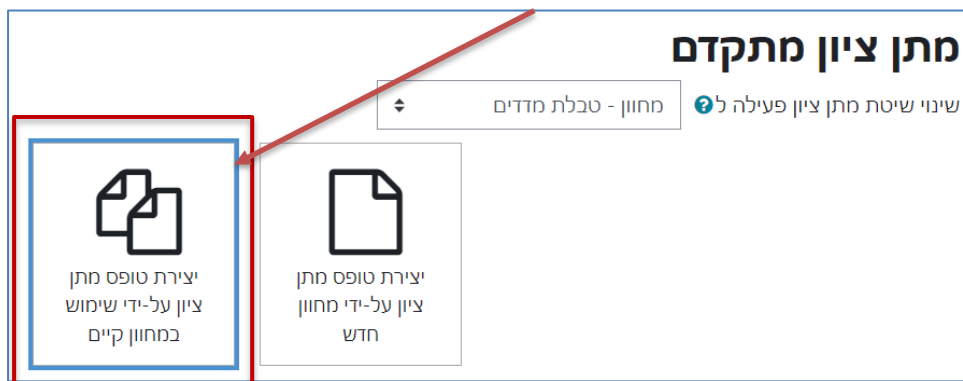 מתן ציון מתקדם
שינוי שיטת מתן ציון פעילה ל? מחוון - טבלת מדדים
יצירת טופס מתן
ציון על-ידי מחוון
חדש
יצירת טופס מתן
ציון על-ידי שימוש
במחוון קיים